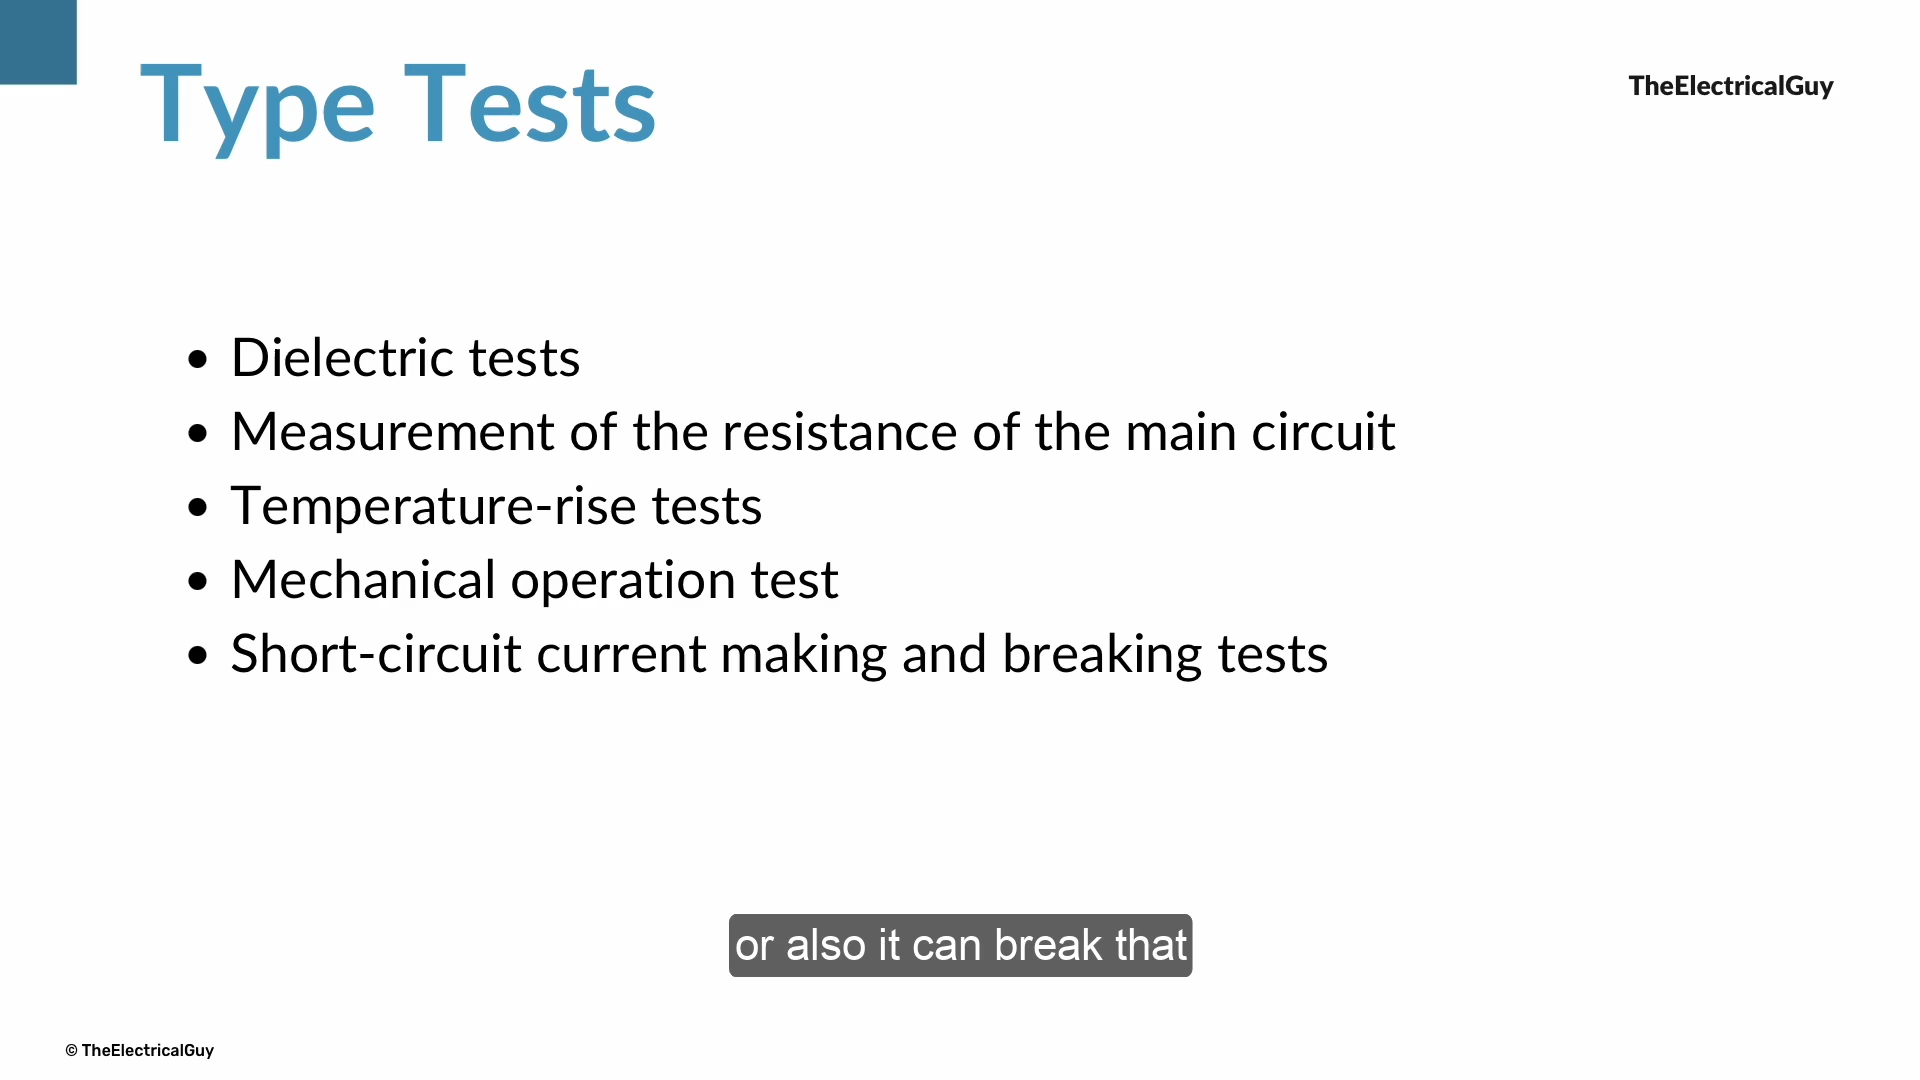 Type Tests
TheElectricalGuy
• Dielectric tests
• Measurement of the resistance of the main circuit
• Temperature-rise tests
• Mechanical operation test
• Short-circuit current making and breaking tests
or also it can break that
© TheElectricalGuy